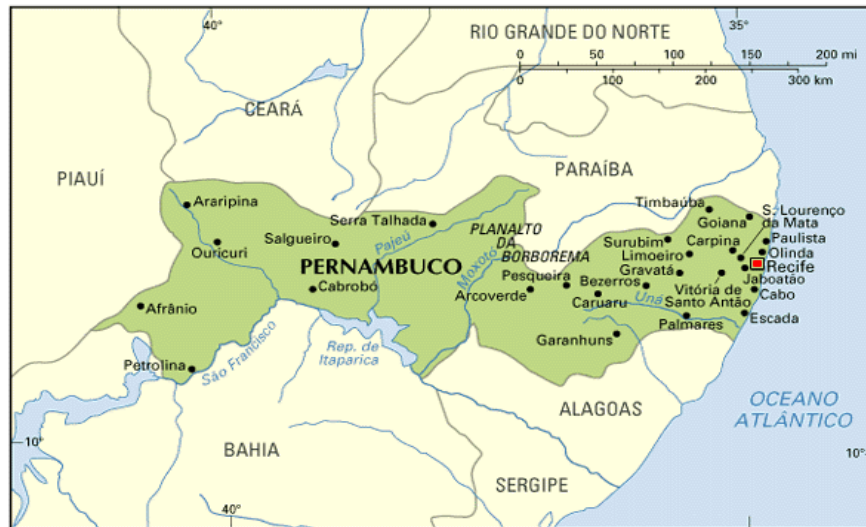 40°
35°
RIO GRANDE DO NORTE
0 50 100 150 200 mi
0 100 200 300 km
CEARÁ
PIAUÍ
PARAÍBA
Araripina
Timbaúba
Goiana
S. Lourenço
da Mata
Serra Talhada
Salgueiro
Pajeú
PLANALTO
DA
BORBOREMA
Surubim
Carpina
Paulista
Ouricuri
Limoeiro
Olinda
PERNAMBUCO
Moxotó
Pesqueira
Gravatá
Recife
Cabrobó
Arcoverde
Bezerros
Jaboatão
Caruaru
Vitória de
Santo Antão
Cabo
Uná
Afrânio
Palmares
Escada
São Francisco
Rep. de
Itaparica
Garanhuns
Petrolina
ALAGOAS
OCEANO
ATLÂNTICO
10°
BAHIA
10°
SERGIPE
40°